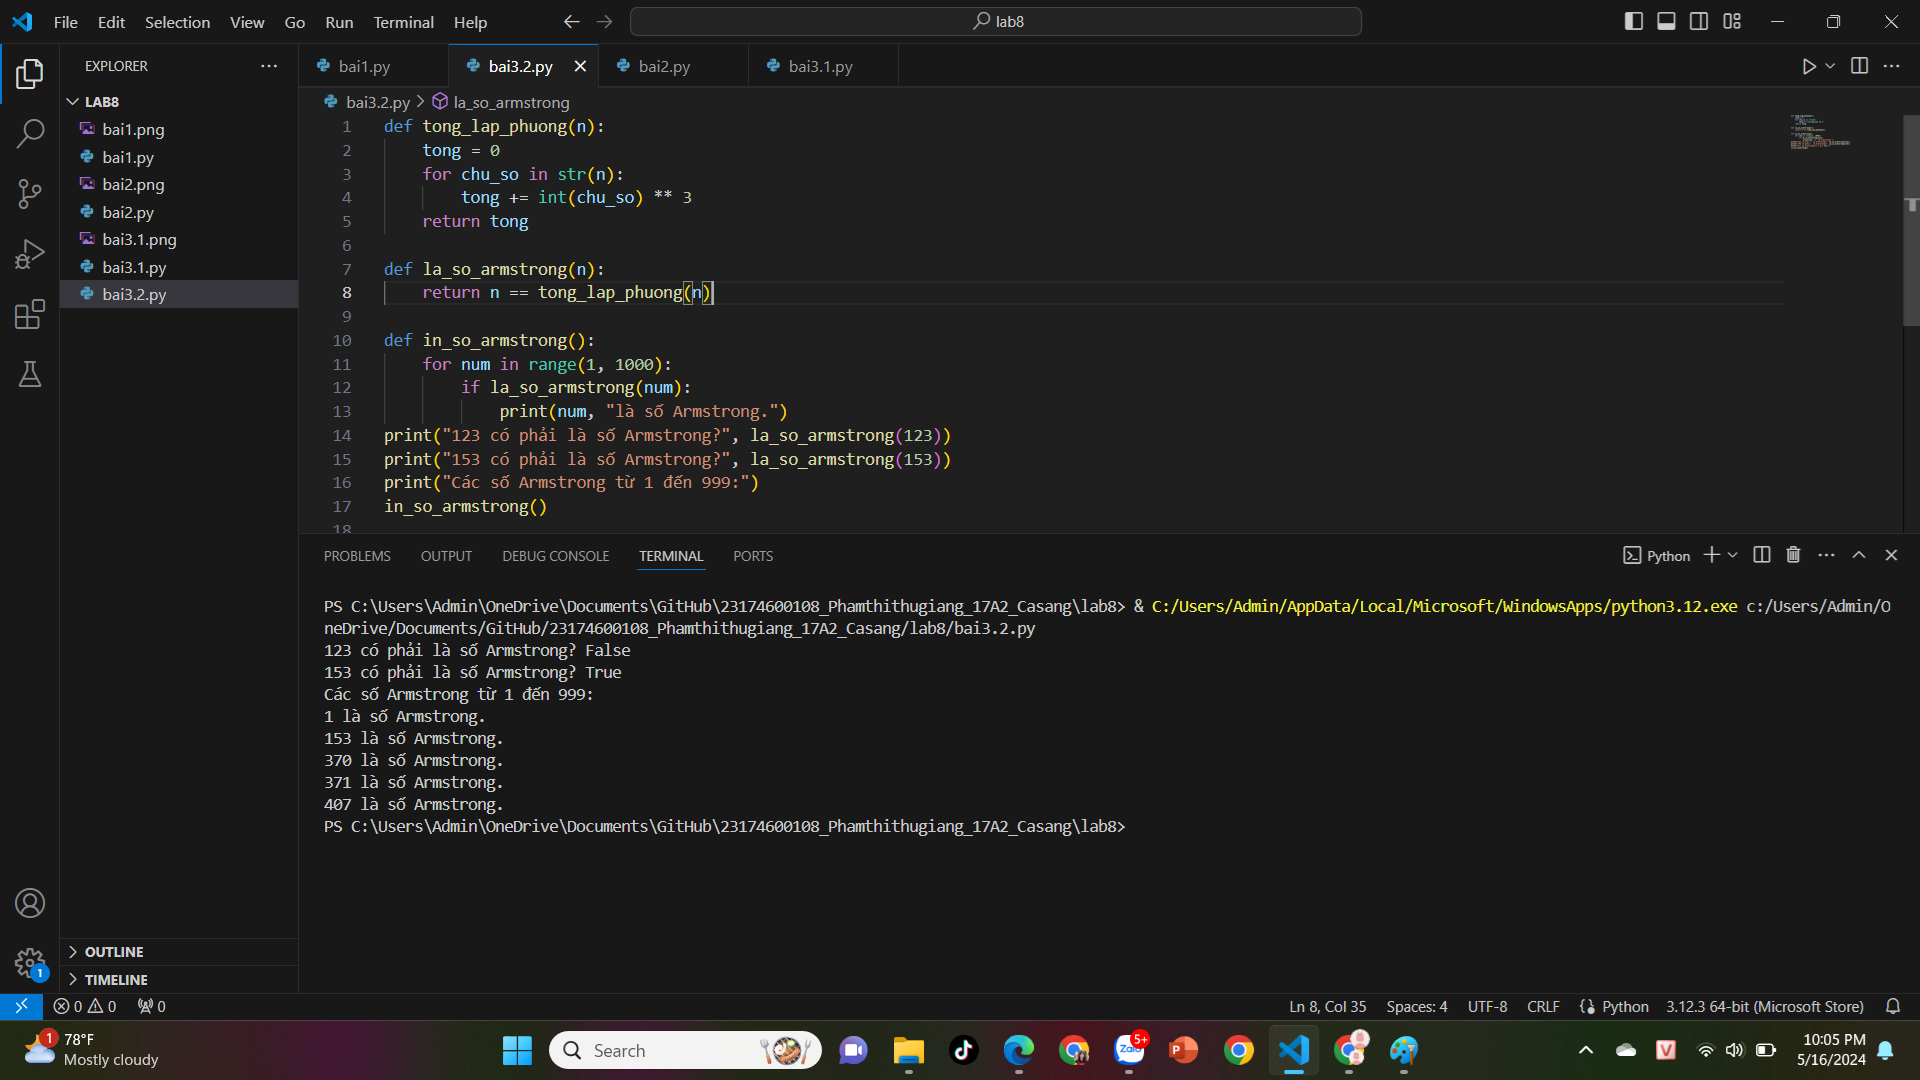 File Edit Selection View Go Run Terminal Help
lab8
EXPLORER
LAB8
bai1.png
bai1.py
bai2.png
bai2.py
bai3.1.png
bai3.1.py
bai3.2.py
OUTLINE
TIMELINE
bai1.py bai3.2.py bai2.py bai3.1.py
bai3.2.py > la_so_armstrong
1 def tong_lap_phuong(n):
2 tong = 0
3 for chu_so in str(n):
4 tong += int(chu_so) ** 3
5 return tong
6
7 def la_so_armstrong(n):
8 return n == tong_lap_phuong(n)
9
10 def in_so_armstrong():
11 for num in range(1, 1000):
12 if la_so_armstrong(num):
13 print(num, "là số Armstrong.")
14 print("123 có phải là số Armstrong?", la_so_armstrong(123))
15 print("153 có phải là số Armstrong?", la_so_armstrong(153))
16 print("Các số Armstrong từ 1 đến 999:")
17 in_so_armstrong()
18
PROBLEMS OUTPUT DEBUG CONSOLE TERMINAL PORTS
Python
PS C:\Users\Admin\OneDrive\Documents\GitHub\23174600108_Phamthithugiang_17A2_Casang\lab8> & C:/Users/Admin/AppData/Local/Microsoft/WindowsApps/python3.12.exe c:/Users/Admin/O
neDrive/Documents/GitHub/23174600108_Phamthithugiang_17A2_Casang/lab8/bai3.2.py
123 có phải là số Armstrong? False
153 có phải là số Armstrong? True
Các số Armstrong từ 1 đến 999:
1 là số Armstrong.
153 là số Armstrong.
370 là số Armstrong.
371 là số Armstrong.
407 là số Armstrong.
PS C:\Users\Admin\OneDrive\Documents\GitHub\23174600108_Phamthithugiang_17A2_Casang\lab8>
1
0 0 0
Ln 8, Col 35 Spaces: 4 UTF-8 CRLF Python 3.12.3 64-bit (Microsoft Store)
1
78°F
Mostly cloudy
Search
Zalo
5+
P
V
10:05 PM
5/16/2024